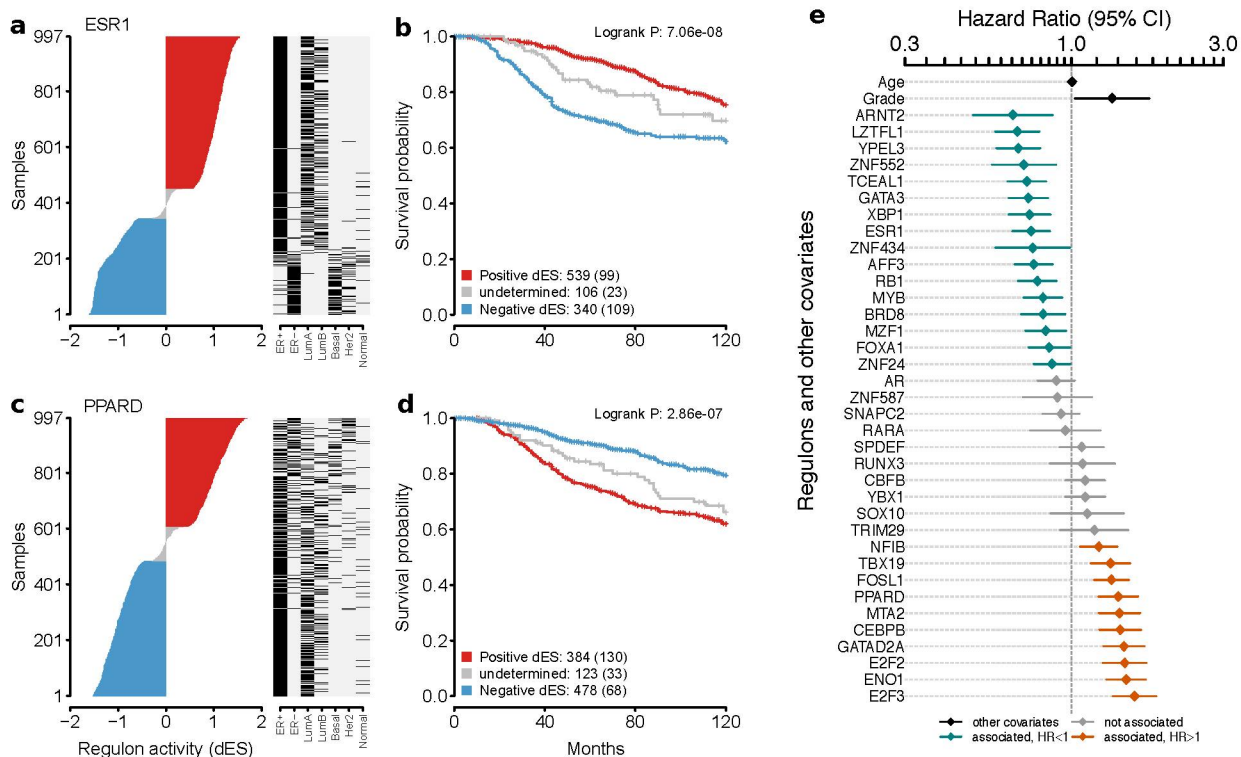 a
ESR1
Samples
997
801
601
401
201
1
−2
−1
0
1
2
ER+
ER−
LumA
LumB
Basal
Her2
Normal
b
Logrank P: 7.06e-08
Survival probability
1.0
0.8
0.6
0.4
0.2
0.0
Positive dES: 539 (99)
undetermined: 106 (23)
Negative dES: 340 (109)
0
40
80
120
c
PPARD
Samples
997
801
601
401
201
1
−2
−1
0
1
2
Regulon activity (dES)
ER+
ER−
LumA
LumB
Basal
Her2
Normal
d
Logrank P: 2.86e-07
Survival probability
1.0
0.8
0.6
0.4
0.2
0.0
Positive dES: 384 (130)
undetermined: 123 (33)
Negative dES: 478 (68)
0
40
80
120
Months
e
Hazard Ratio (95% CI)
0.3
1.0
3.0
Regulons and other covariates
Age
Grade
ARNT2
LZTFL1
YPEL3
ZNF552
TCEAL1
GATA3
XBP1
ESR1
ZNF434
AFF3
RB1
MYB
BRD8
MZF1
FOXA1
ZNF24
AR
ZNF587
SNAPC2
RARA
SPDEF
RUNX3
CBFB
YBX1
SOX10
TRIM29
NFIB
TBX19
FOSL1
PPARD
MTA2
CEBPB
GATAD2A
E2F2
ENO1
E2F3
other covariates
not associated
associated, HR<1
associated, HR>1